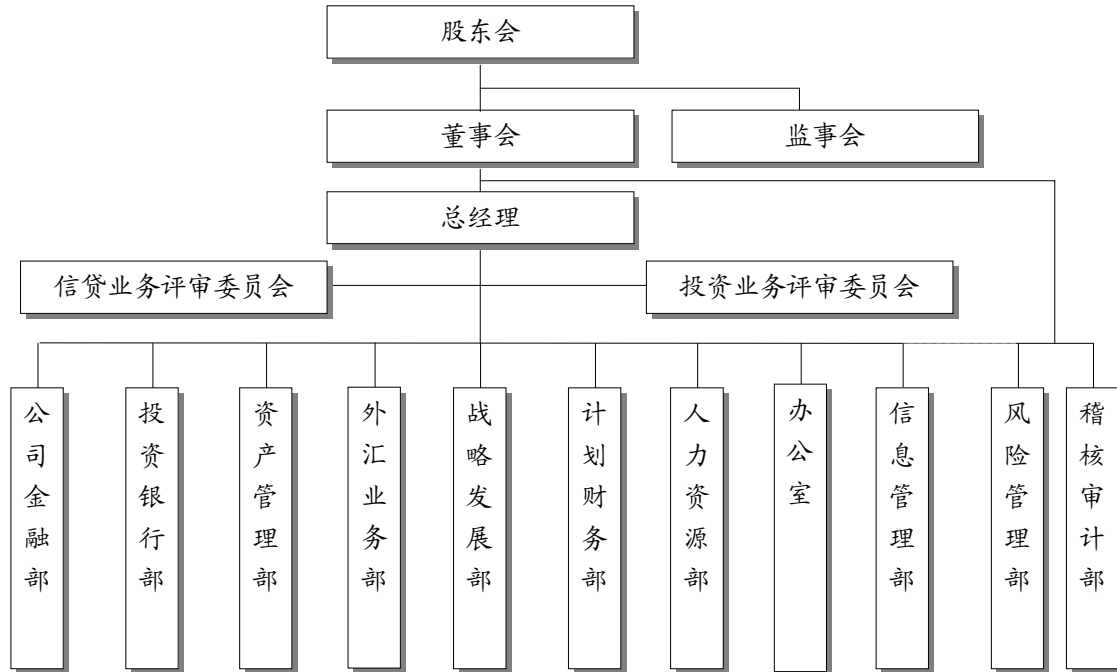 股东会
董事会
监事会
总经理
信贷业务评审委员会
投资业务评审委员会
公司金融部
投资银行部
资产管理部
外汇业务部
战略发展部
计划财务部
人力资源部
办公室
信息管理部
风险管理部
稽核审计部